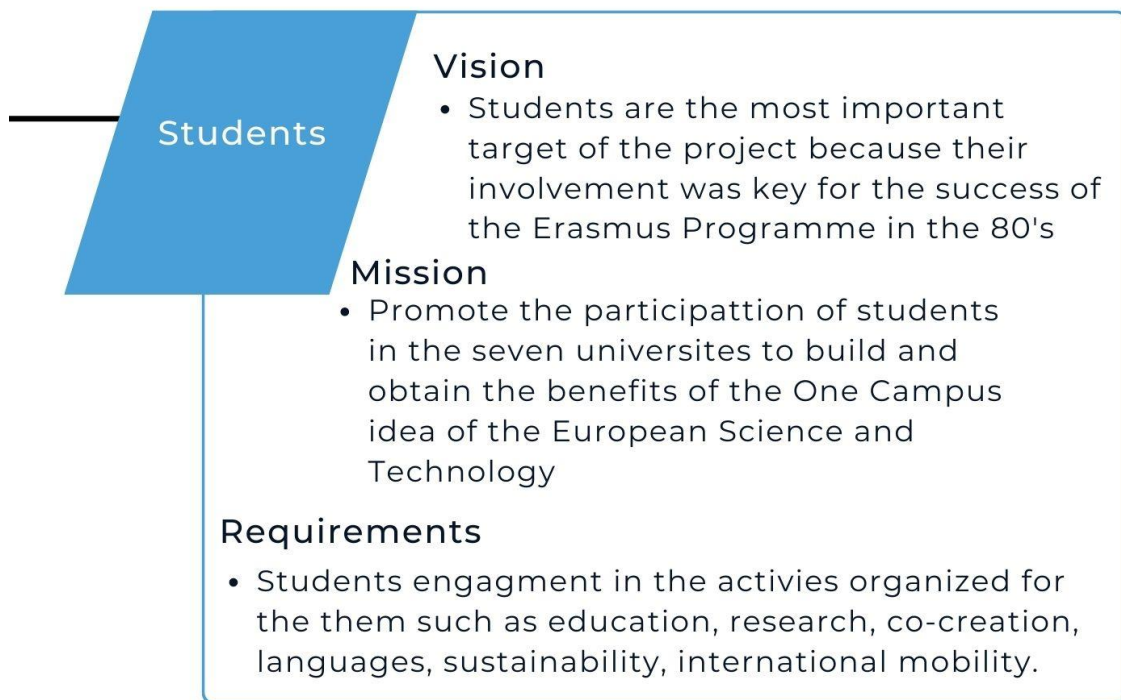 Students
Vision
• Students are the most important
target of the project because their
involvement was key for the success of
the Erasmus Programme in the 80's
Mission
• Promote the participattion of students
in the seven universites to build and
obtain the benefits of the One Campus
idea of the European Science and
Technology
Requirements
• Students engagment in the activies organized for
the them such as education, research, co-creation,
languages, sustainability, international mobility.